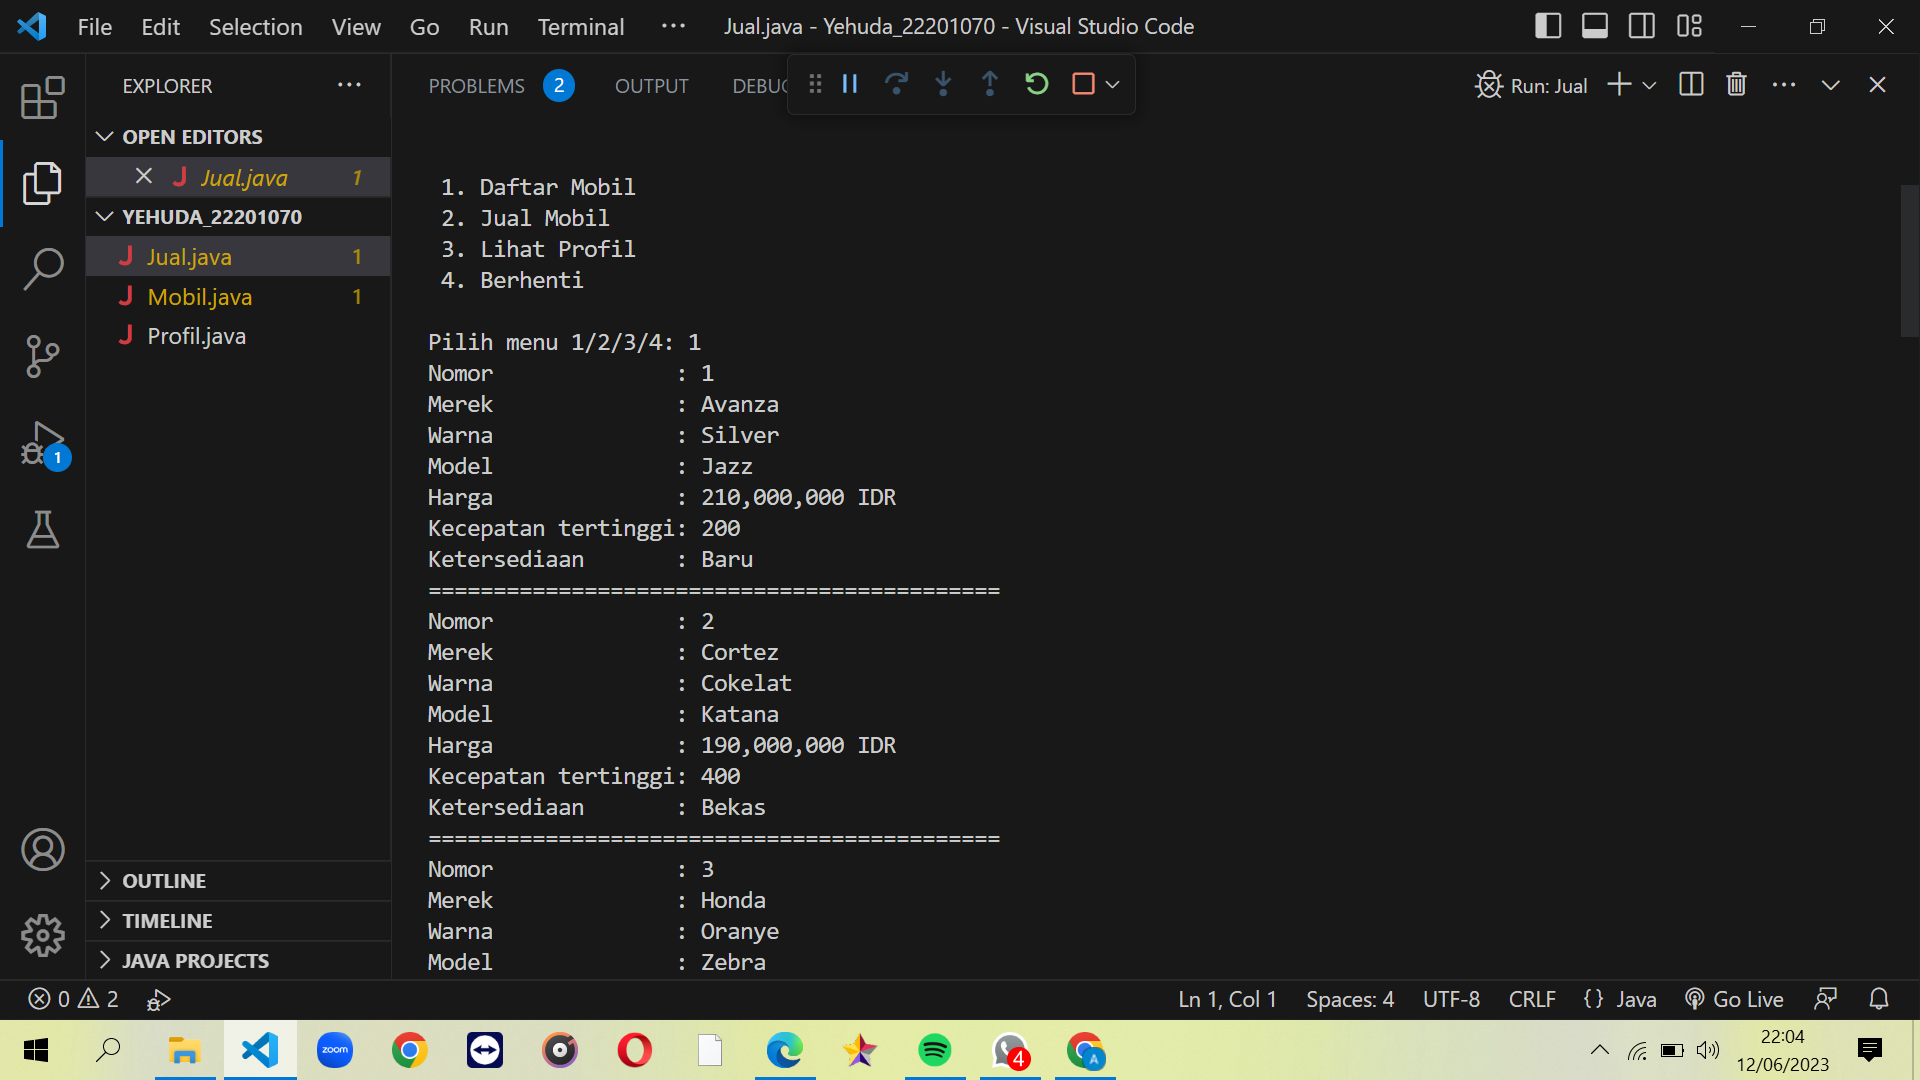 File Edit Selection View Go Run Terminal ··· Jual.java - Yehuda_22201070 - Visual Studio Code
EXPLORER ···
PROBLEMS 2 OUTPUT DEBUG
Run: Jual
OPEN EDITORS
Jual.java 1
YEHUDA_22201070
Jual.java 1
Mobil.java 1
Profil.java
1
OUTLINE
TIMELINE
JAVA PROJECTS
1. Daftar Mobil
2. Jual Mobil
3. Lihat Profil
4. Berhenti
Pilih menu 1/2/3/4: 1
Nomor : 1
Merek : Avanza
Warna : Silver
Model : Jazz
Harga : 210,000,000 IDR
Kecepatan tertinggi: 200
Ketersediaan : Baru
============================================
Nomor : 2
Merek : Cortez
Warna : Cokelat
Model : Katana
Harga : 190,000,000 IDR
Kecepatan tertinggi: 400
Ketersediaan : Bekas
============================================
Nomor : 3
Merek : Honda
Warna : Oranye
Model : Zebra
0 2 Ln 1, Col 1 Spaces: 4 UTF-8 CRLF {} Java Go Live
zoom
4
A
22:04
12/06/2023